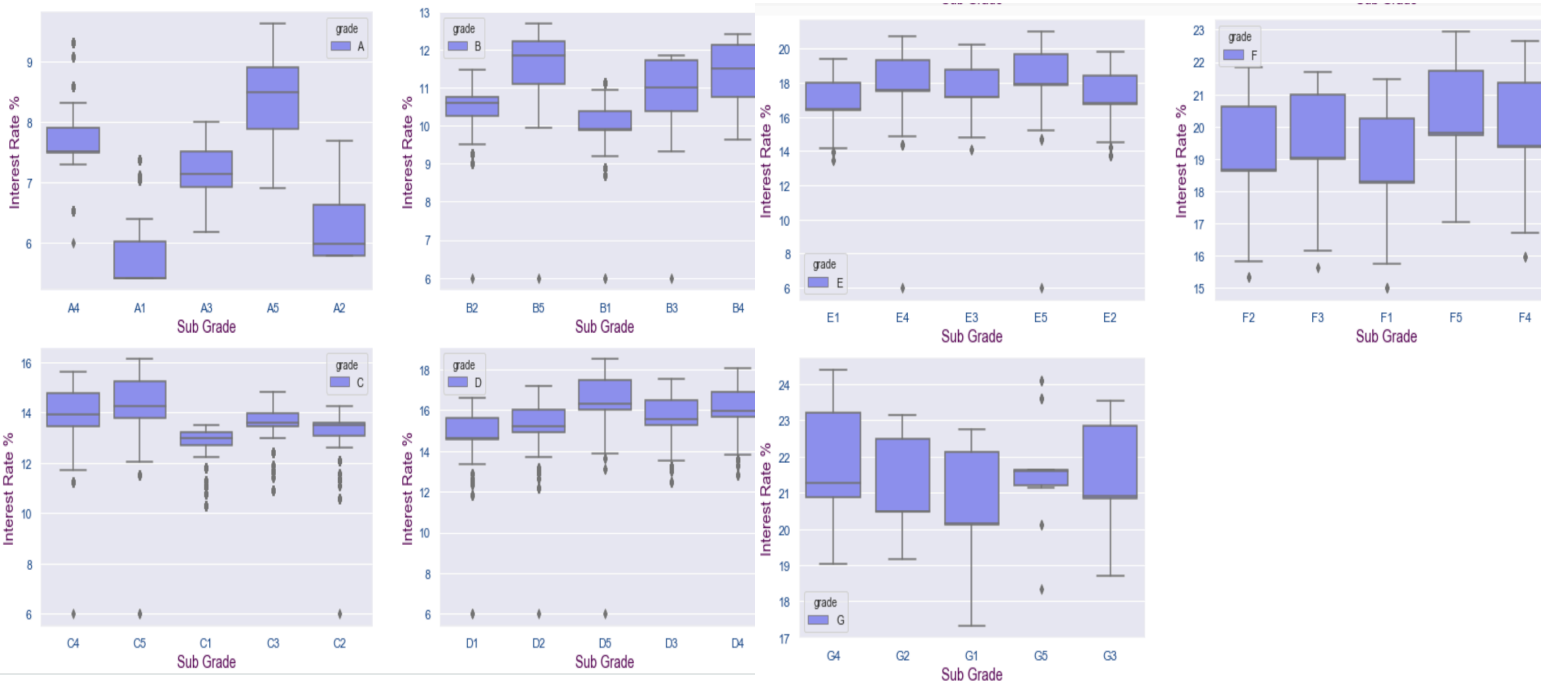 grade
A
9
8
7
6
Interest Rate %
A4 A1 A3 A5 A2
Sub Grade
grade
B
13
12
11
10
9
8
7
6
Interest Rate %
B2 B5 B1 B3 B4
Sub Grade
20
18
16
14
12
10
8
6
Interest Rate %
grade
E
E1 E4 E3 E5 E2
Sub Grade
grade
F
23
22
21
20
19
18
17
16
15
Interest Rate %
F2 F3 F1 F5 F4
Sub Grade
grade
C
16
14
12
10
8
6
Interest Rate %
C4 C5 C1 C3 C2
Sub Grade
grade
D
18
16
14
12
10
8
6
Interest Rate %
D1 D2 D5 D3 D4
Sub Grade
24
23
22
21
20
19
18
17
Interest Rate %
grade
G
G4 G2 G1 G5 G3
Sub Grade